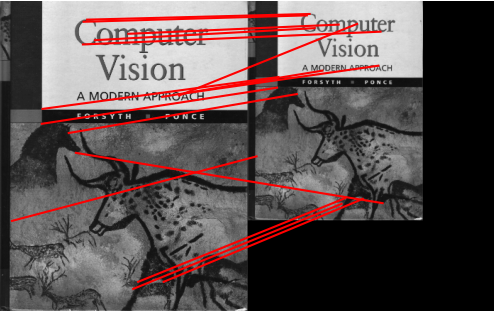 Computer
Vision
A MODERN APPROACH
FORSYTH PONCE
Computer
Vision
A MODERN APPROACH
FORSYTH PONCE